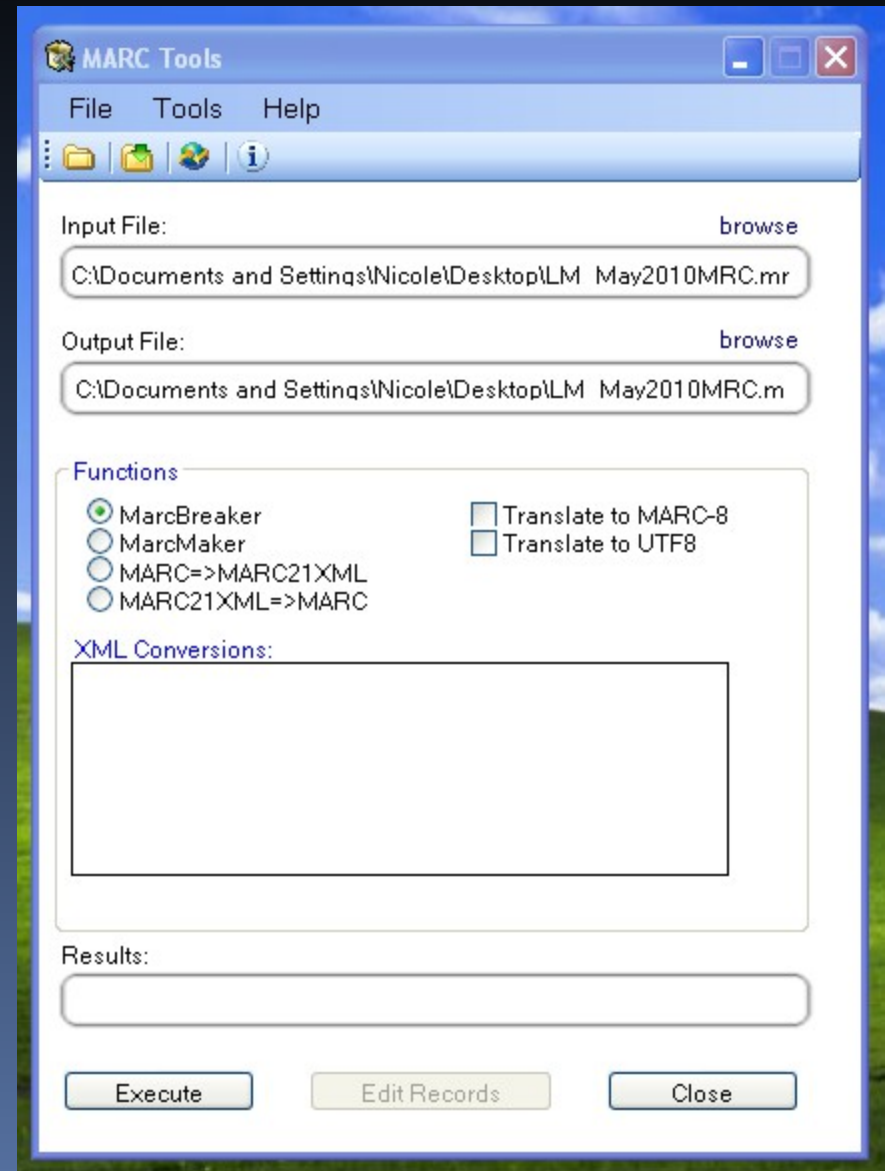 MARC Tools
File Tools Help
Input File: browse
C:\Documents and Settings\Nicole\Desktop\LM May2010MRC.mr
Output File: browse
C:\Documents and Settings\Nicole\Desktop\LM May2010MRC.m
Functions
MarcBreaker Translate to MARC-8
MarcMaker Translate to UTF8
MARC=>MARC21XML
MARC21XML=>MARC
XML Conversions:
Results:
Execute Edit Records Close